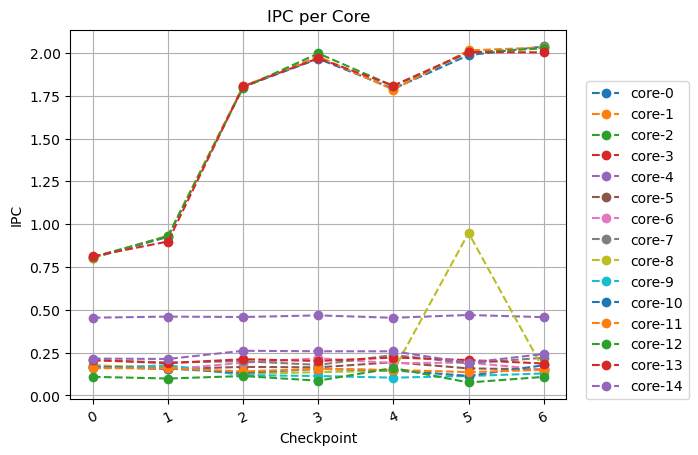 IPC per Core
IPC
2.00
1.75
1.50
1.25
1.00
0.75
0.50
0.25
0.00
0
1
2
3
4
5
6
Checkpoint
core-0
core-1
core-2
core-3
core-4
core-5
core-6
core-7
core-8
core-9
core-10
core-11
core-12
core-13
core-14